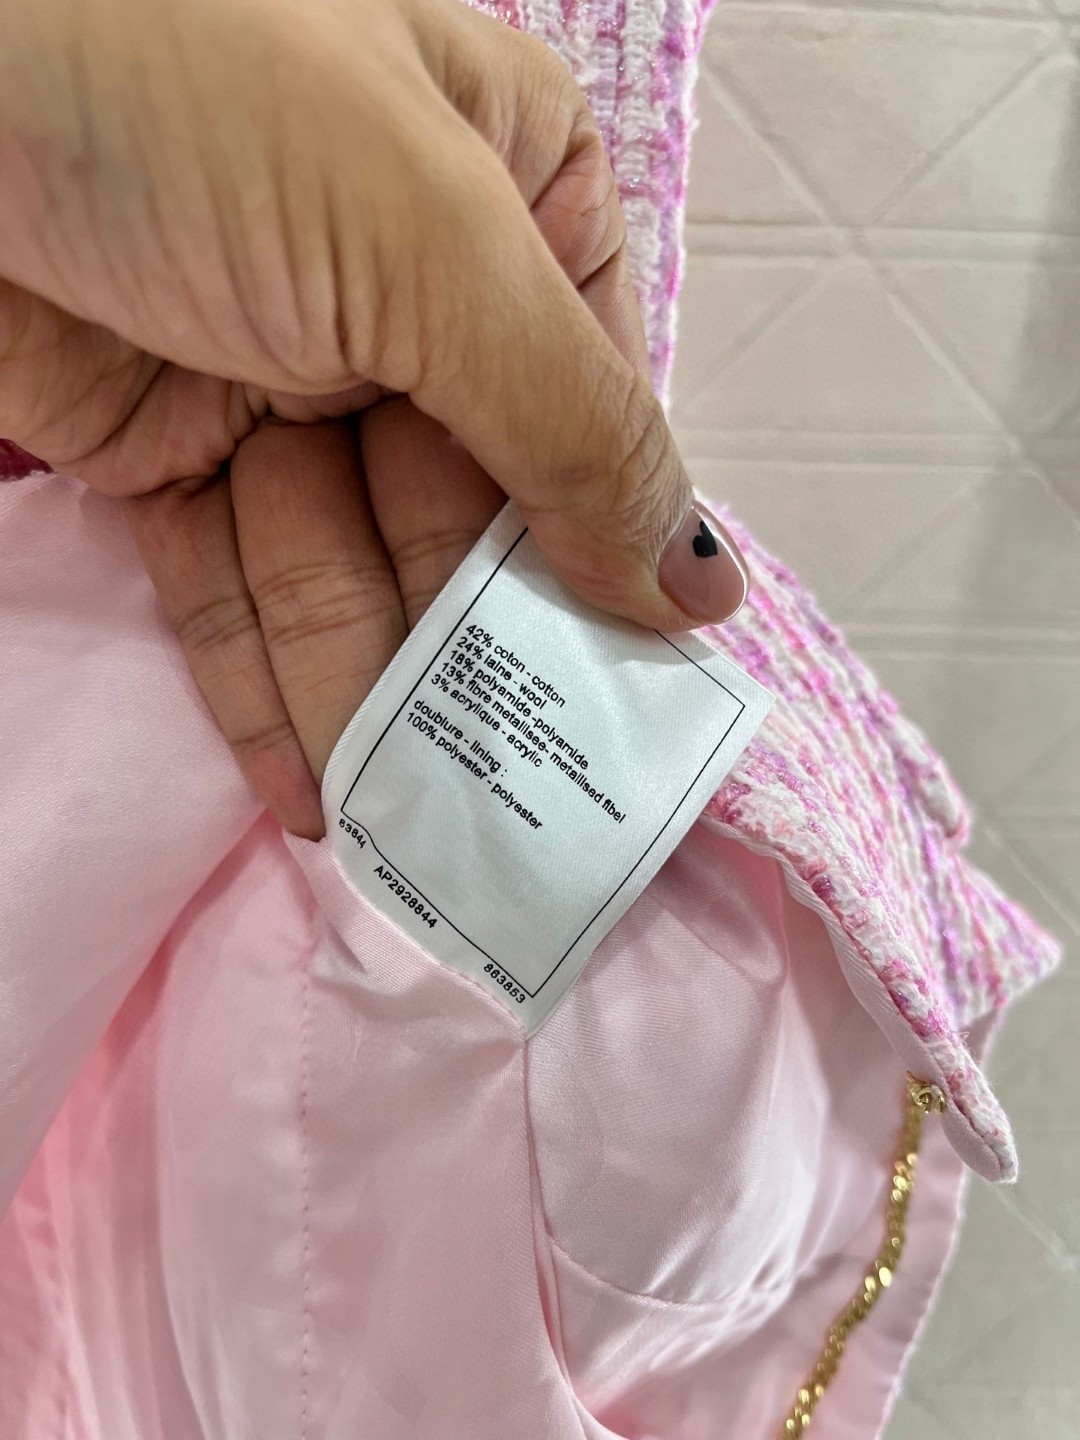 42% coton - cotton
24% laine - wool
18% polyamide - polyamide
13% fibre metallisee- metallised fibel
3% acrylique - acrylic
doublure - lining :
100% polyester - polyester
63844
AP2928844
863853